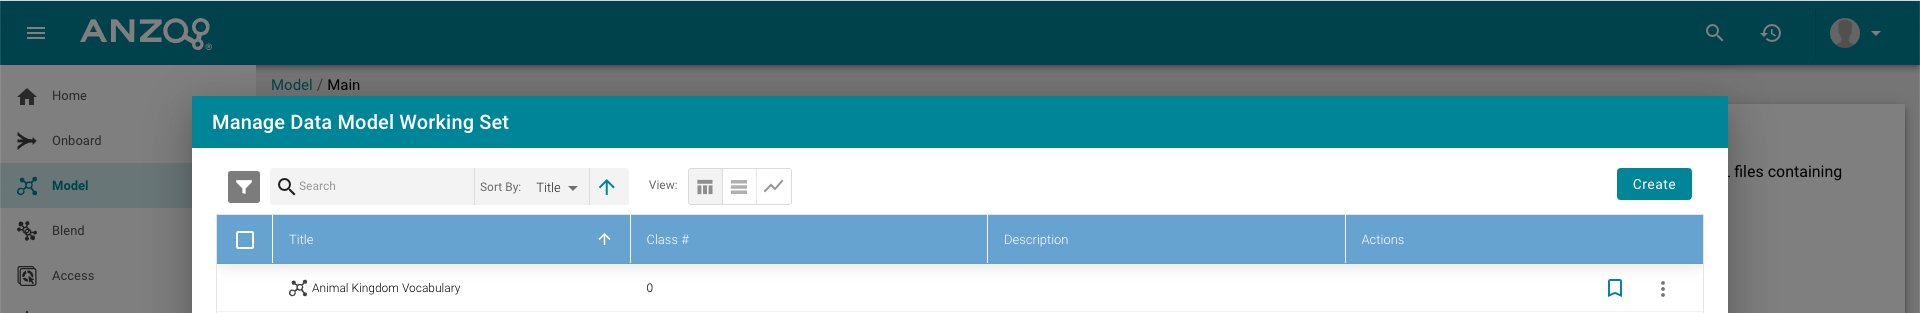 ANZO®
Home
Onboard
Model
Blend
Access
Model / Main
Manage Data Model Working Set
Search
Sort By: Title
View:
Create
files containing
Title
Class #
Description
Actions
Animal Kingdom Vocabulary
0